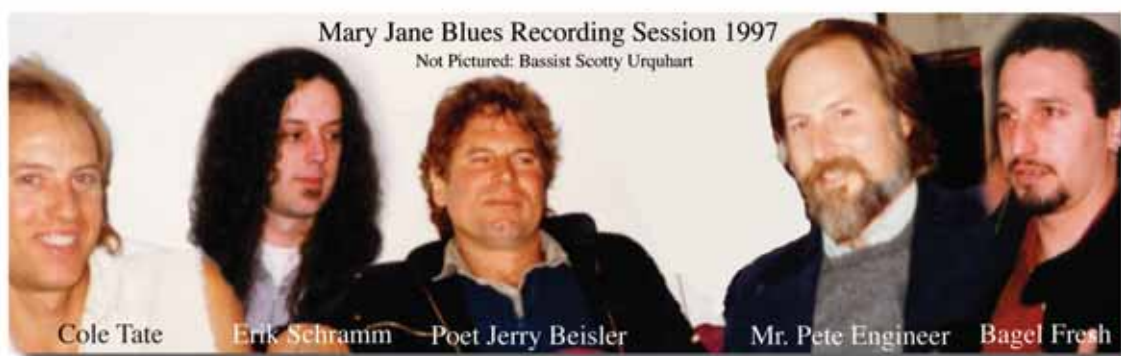 Mary Jane Blues Recording Session 1997
Not Pictured: Bassist Scotty Urquhart
Cole Tate Erik Schramm Poet Jerry Beisler Mr. Pete Engineer Bagel Fresh